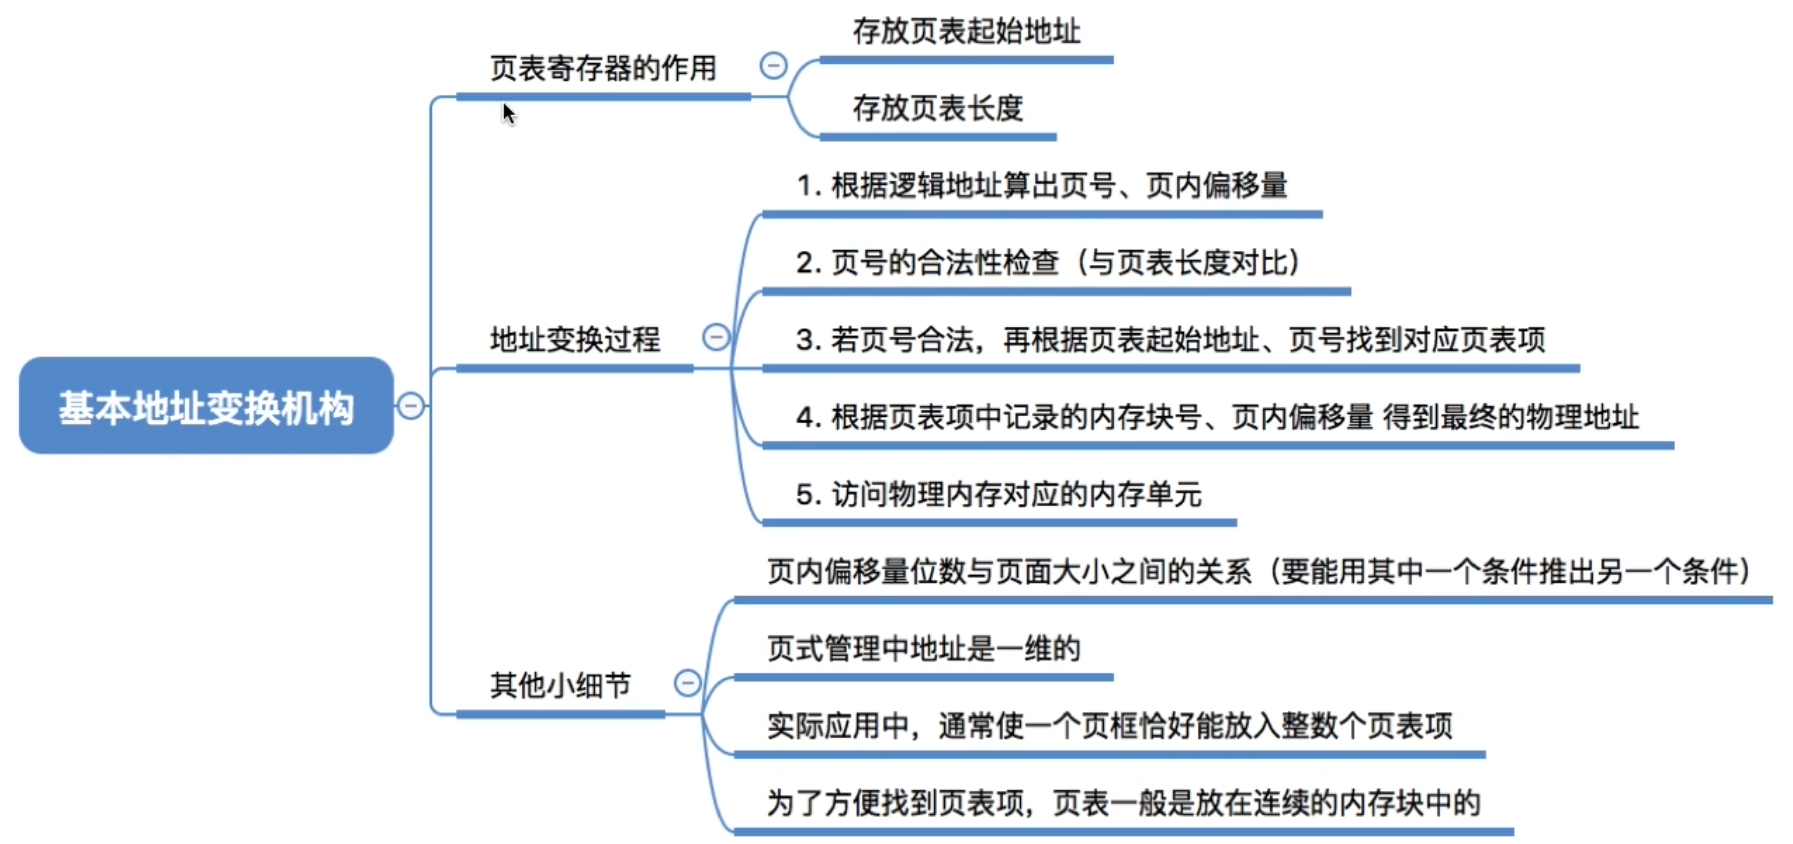 基本地址变换机构
页表寄存器的作用
存放页表起始地址
存放页表长度
地址变换过程
1. 根据逻辑地址算出页号、页内偏移量
2. 页号的合法性检查（与页表长度对比）
3. 若页号合法，再根据页表起始地址、页号找到对应页表项
4. 根据页表项中记录的内存块号、页内偏移量 得到最终的物理地址
5. 访问物理内存对应的内存单元
其他小细节
页内偏移量位数与页面大小之间的关系（要能用其中一个条件推出另一个条件）
页式管理中地址是一维的
实际应用中，通常使一个页框恰好能放入整数个页表项
为了方便找到页表项，页表一般是放在连续的内存块中的